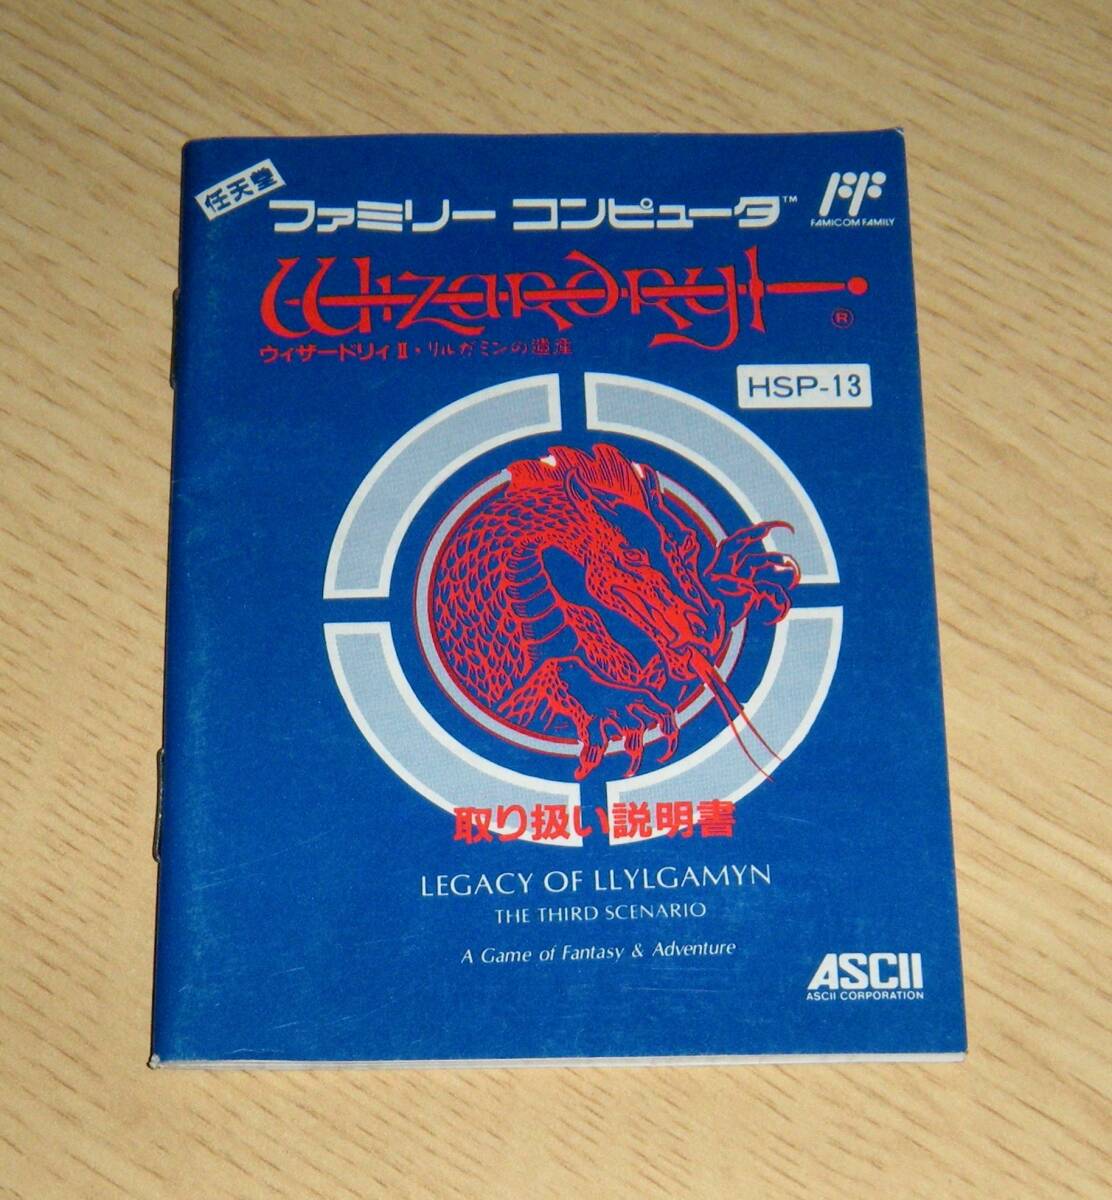 任天堂
ファミリー コンピュータ™
FAMICOM FAMILY
Wizardry
®
ウィザードリィⅡ・リルガミンの遺産
HSP-13
取り扱い説明書
LEGACY OF LLYLGAMYN
THE THIRD SCENARIO
A Game of Fantasy & Adventure
ASCII
ASCII CORPORATION